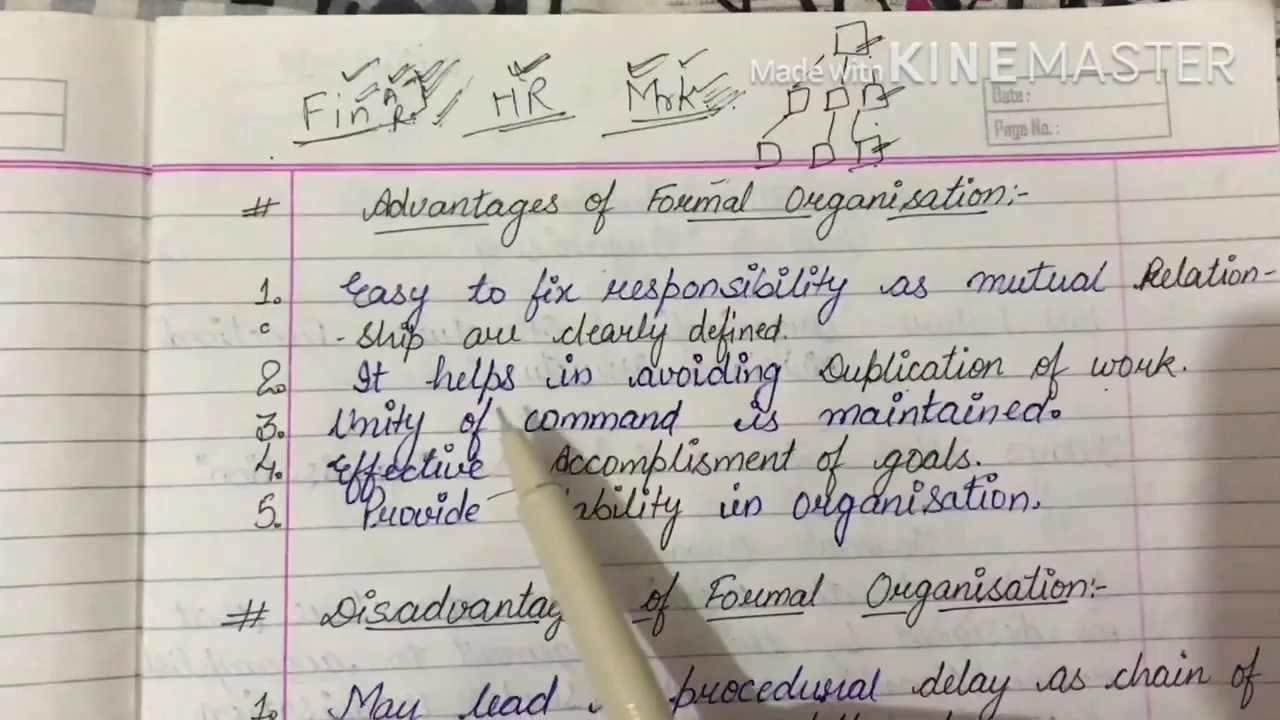 Made with KINEMASTER
Fin A R HR Mrk
Date:
Page No.:
# Advantages of Formal Organisation:-
1. Easy to fix responsibility as mutual Relation-
- ship are clearly defined.
2. It helps in avoiding Duplication of work.
3. Unity of command is maintained.
4. Effective Accomplisment of goals.
5. Provide ability in organisation.
# Disadvantag of Formal Organisation:-
1. May lead procedural delay as chain of